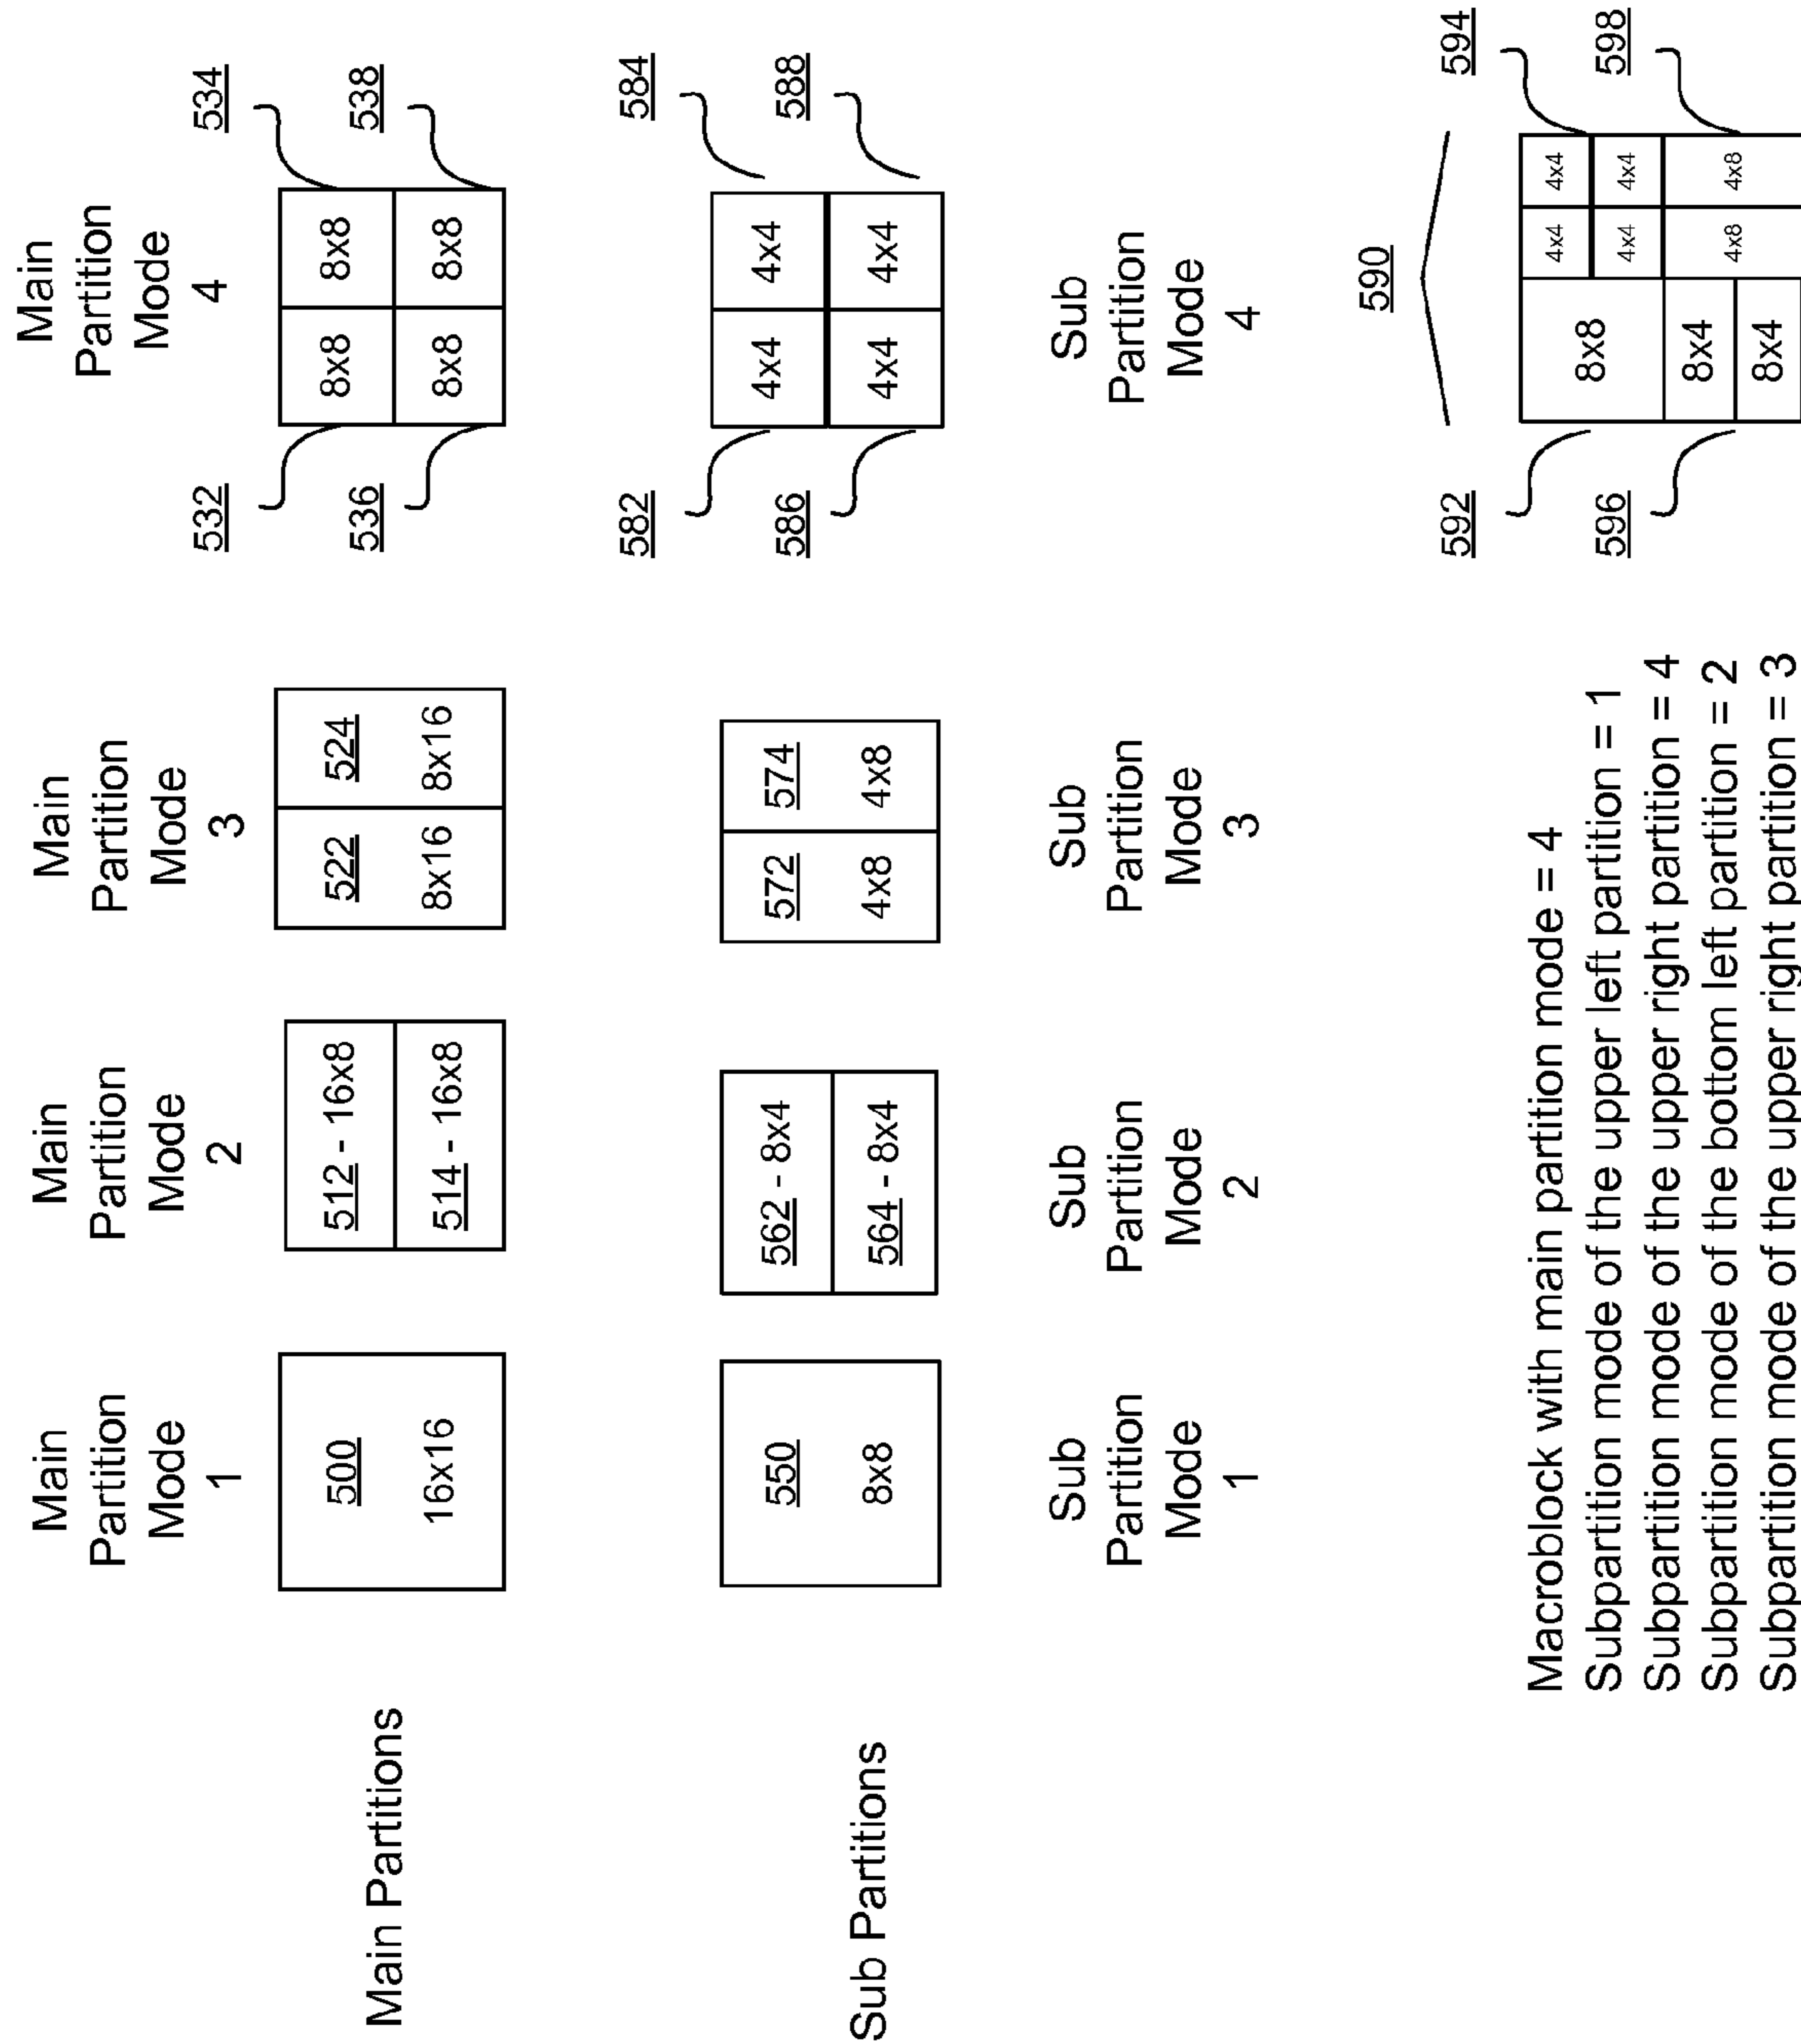 Main
Partition
Mode
1
Main
Partition
Mode
2
Main
Partition
Mode
3
Main
Partition
Mode
4
Main Partitions
500
16x16
512 - 16x8
514 - 16x8
522
8x16
524
8x16
532
534
8x8
8x8
536
538
8x8
8x8
Sub Partitions
550
8x8
562 - 8x4
564 - 8x4
572
4x8
574
4x8
582
584
4x4
4x4
586
588
4x4
4x4
Sub
Partition
Mode
1
Sub
Partition
Mode
2
Sub
Partition
Mode
3
Sub
Partition
Mode
4
Macroblock with main partition mode = 4
Subpartition mode of the upper left partition = 1
Subpartition mode of the upper right partition = 4
Subpartition mode of the bottom left partition = 2
Subpartition mode of the upper right partition = 3
590
592
594
8x8
4x4
4x4
4x4
4x4
596
598
8x4
8x4
4x8
4x8